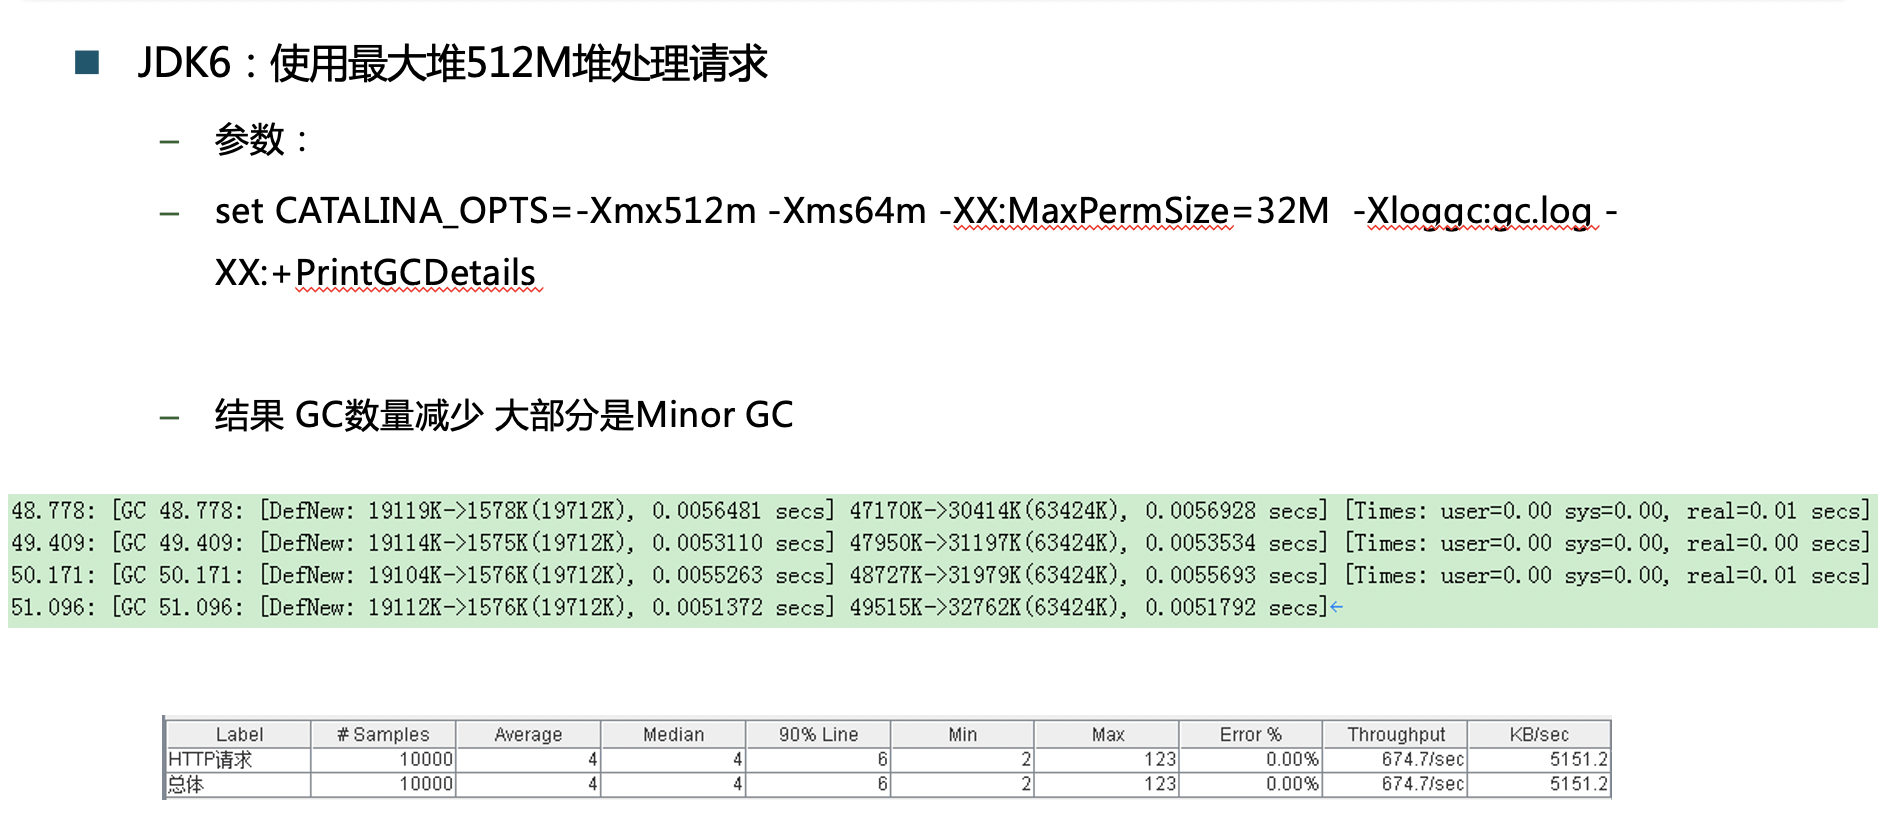 JDK6：使用最大堆512M堆处理请求
– 参数：
– set CATALINA_OPTS=-Xmx512m -Xms64m -XX:MaxPermSize=32M  -Xloggc:gc.log -
XX:+PrintGCDetails
– 结果 GC数量减少 大部分是Minor GC
48.778: [GC 48.778: [DefNew: 19119K->1578K(19712K), 0.0056481 secs] 47170K->30414K(63424K), 0.0056928 secs] [Times: user=0.00 sys=0.00, real=0.01 secs]
49.409: [GC 49.409: [DefNew: 19114K->1575K(19712K), 0.0053110 secs] 47950K->31197K(63424K), 0.0053534 secs] [Times: user=0.00 sys=0.00, real=0.00 secs]
50.171: [GC 50.171: [DefNew: 19104K->1576K(19712K), 0.0055263 secs] 48727K->31979K(63424K), 0.0055693 secs] [Times: user=0.00 sys=0.00, real=0.01 secs]
51.096: [GC 51.096: [DefNew: 19112K->1576K(19712K), 0.0051372 secs] 49515K->32762K(63424K), 0.0051792 secs]←
Label # Samples Average Median 90% Line Min Max Error % Throughput KB/sec
HTTP请求 10000 4 4 6 2 123 0.00% 674.7/sec 5151.2
总体 10000 4 4 6 2 123 0.00% 674.7/sec 5151.2